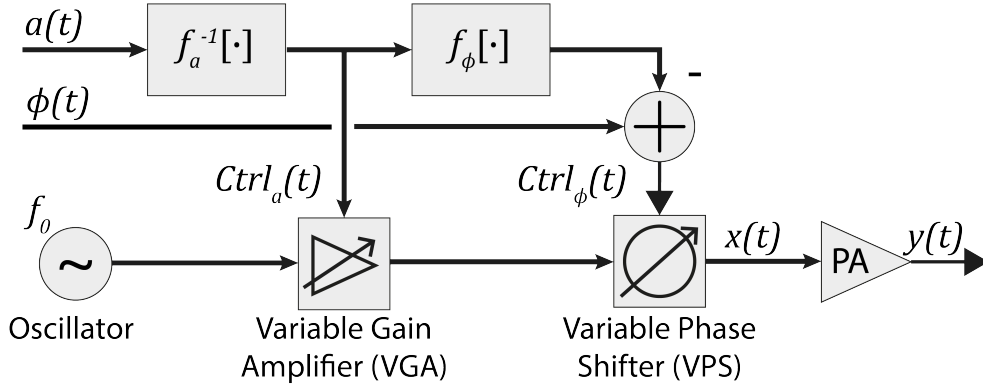 a(t)
f_a^{-1}[·]
f_ϕ[·]
-
ϕ(t)
Ctrl_a(t)
Ctrl_ϕ(t)
f_0
x(t)
PA
y(t)
~
Oscillator
Variable Gain
Amplifier (VGA)
Variable Phase
Shifter (VPS)